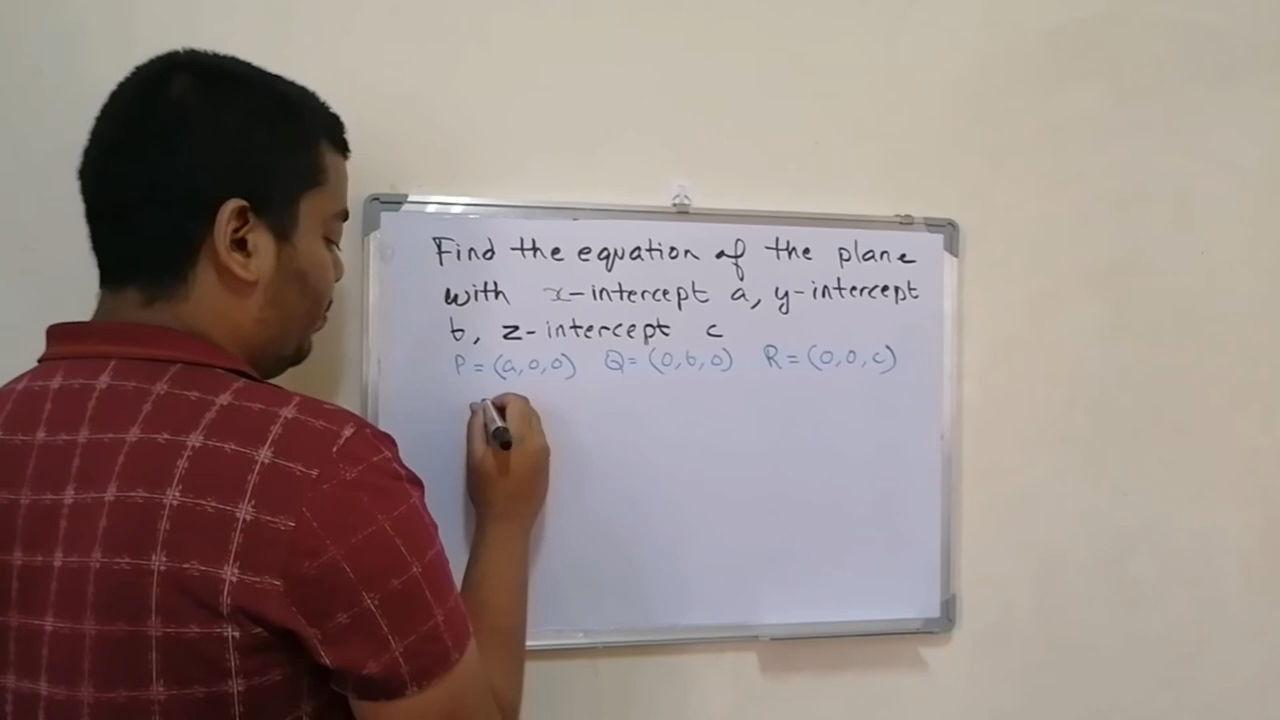 Find the equation of the plane
with x-intercept a, y-intercept
b, z-intercept c
P = (a,0,0) Q = (0,b,0) R = (0,0,c)